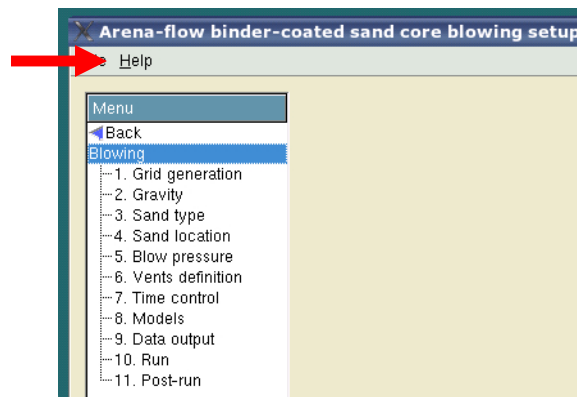 Arena-flow binder-coated sand core blowing setup
Help
Menu
Back
Blowing
1. Grid generation
2. Gravity
3. Sand type
4. Sand location
5. Blow pressure
6. Vents definition
7. Time control
8. Models
9. Data output
10. Run
11. Post-run